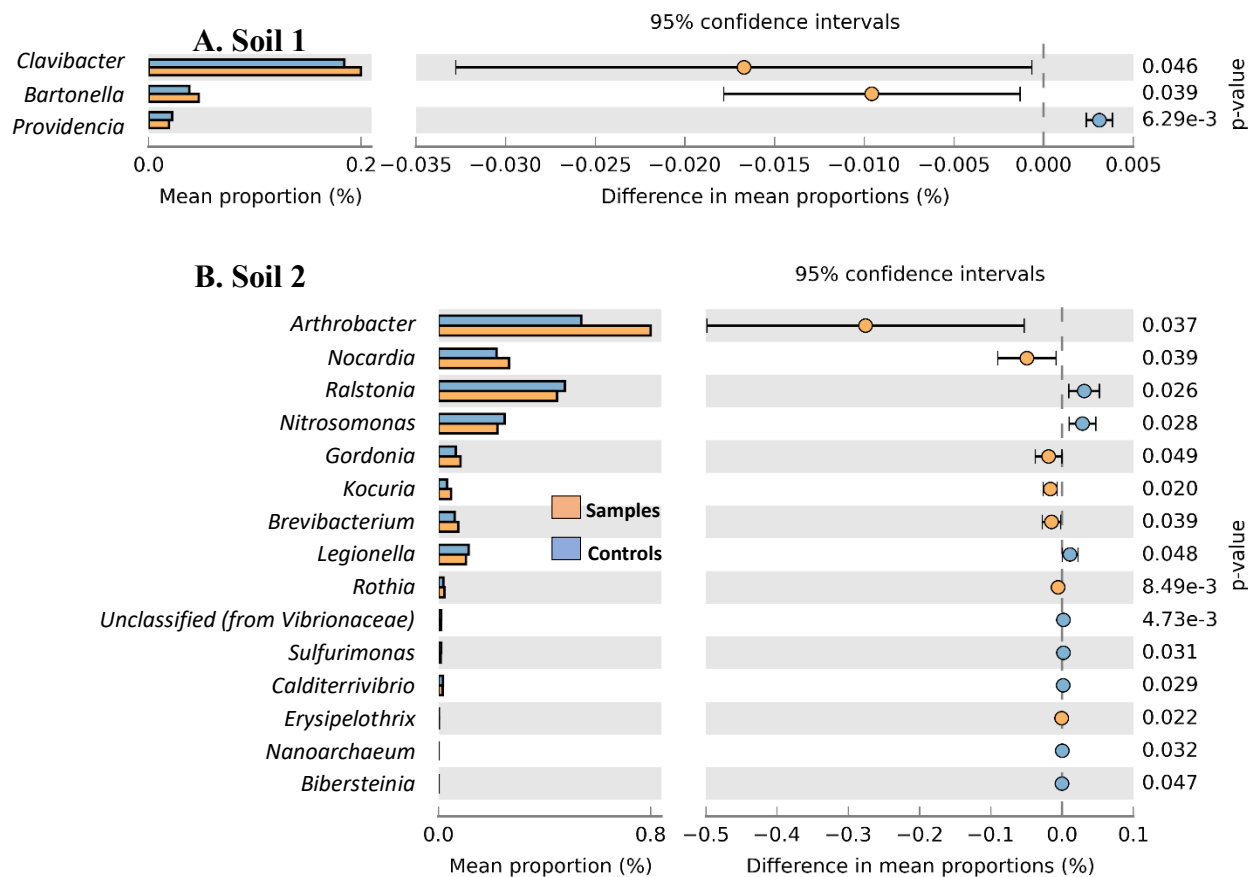 A. Soil 1
95% confidence intervals
Clavibacter 0.046
Bartonella 0.039
Providencia 6.29e-3
p-value
0.0 0.2 −0.035 −0.030 −0.025 −0.020 −0.015 −0.010 −0.005 0.000 0.005
Mean proportion (%) Difference in mean proportions (%)
B. Soil 2
95% confidence intervals
Arthrobacter 0.037
Nocardia 0.039
Ralstonia 0.026
Nitrosomonas 0.028
Gordonia 0.049
Kocuria 0.020
Samples
Brevibacterium 0.039
Controls
Legionella 0.048
p-value
Rothia 8.49e-3
Unclassified (from Vibrionaceae) 4.73e-3
Sulfurimonas 0.031
Calditerrivibrio 0.029
Erysipelothrix 0.022
Nanoarchaeum 0.032
Bibersteinia 0.047
0.0 0.8 −0.5 −0.4 −0.3 −0.2 −0.1 0.0 0.1
Mean proportion (%) Difference in mean proportions (%)